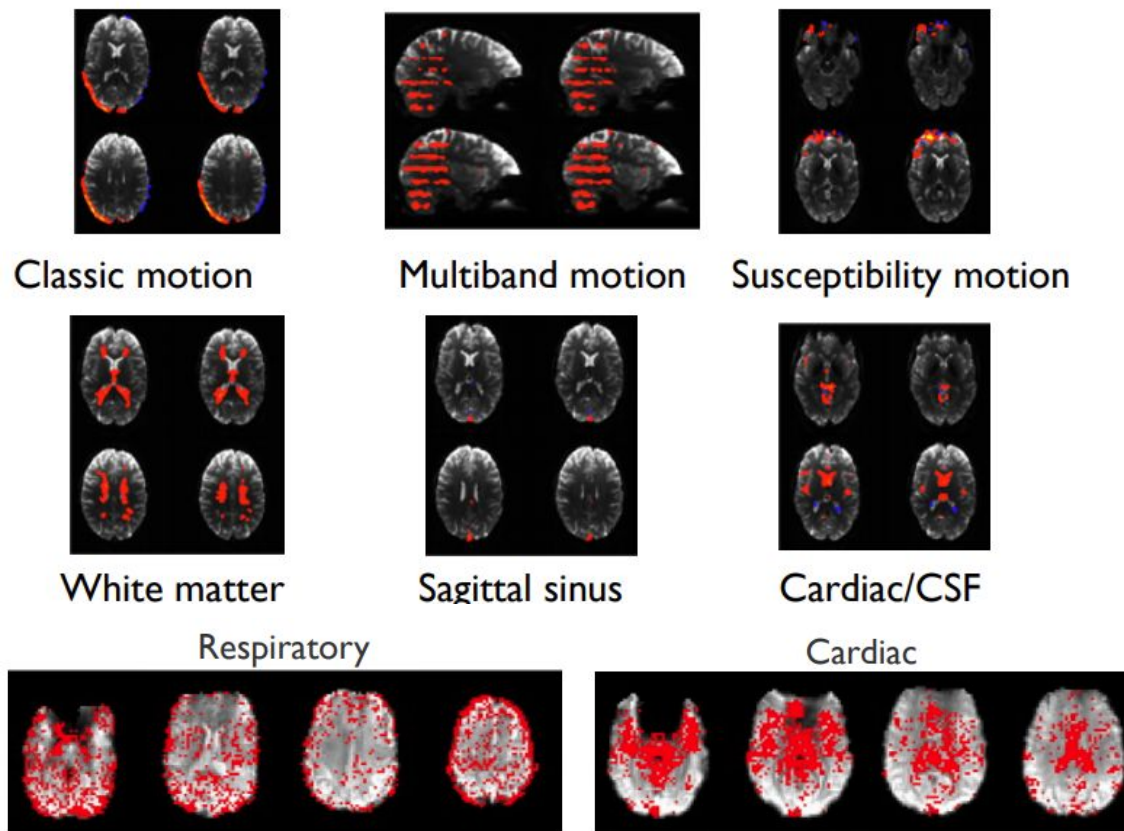 Classic motion
Multiband motion
Susceptibility motion
White matter
Sagittal sinus
Cardiac/CSF
Respiratory
Cardiac